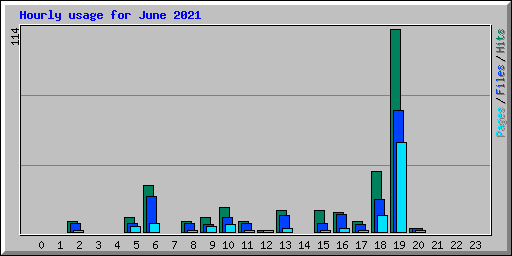 Hourly usage for June 2021
114
Pages/Files/Hits
0 1 2 3 4 5 6 7 8 9 10 11 12 13 14 15 16 17 18 19 20 21 22 23